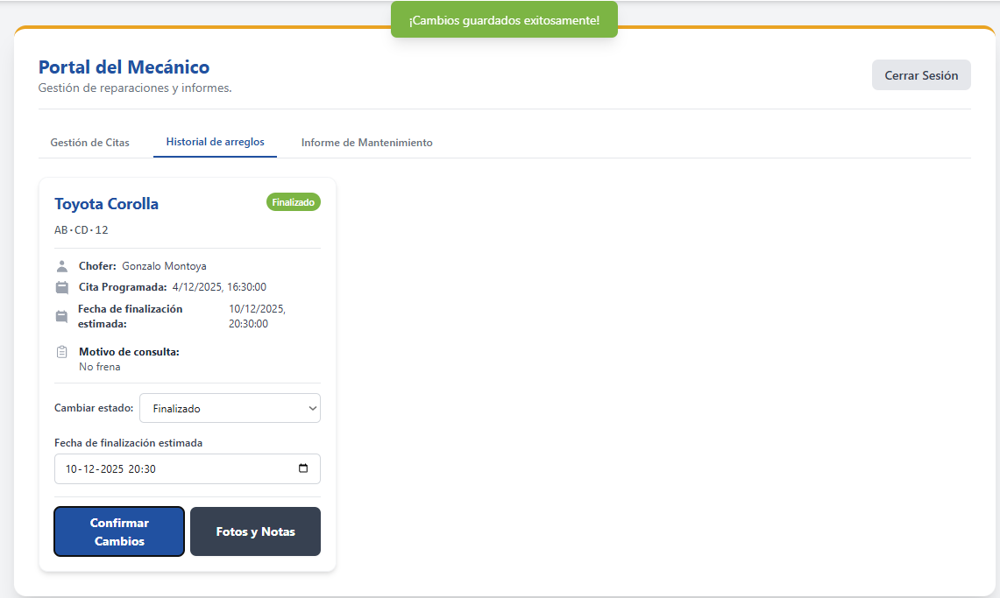 ¡Cambios guardados exitosamente!
Portal del Mecánico
Gestión de reparaciones y informes.
Cerrar Sesión
Gestión de Citas
Historial de arreglos
Informe de Mantenimiento
Toyota Corolla
Finalizado
AB·CD·12
Chofer: Gonzalo Montoya
Cita Programada: 4/12/2025, 16:30:00
Fecha de finalización estimada:
10/12/2025, 20:30:00
Motivo de consulta:
No frena
Cambiar estado: Finalizado
Fecha de finalización estimada
10-12-2025 20:30
Confirmar
Cambios
Fotos y Notas